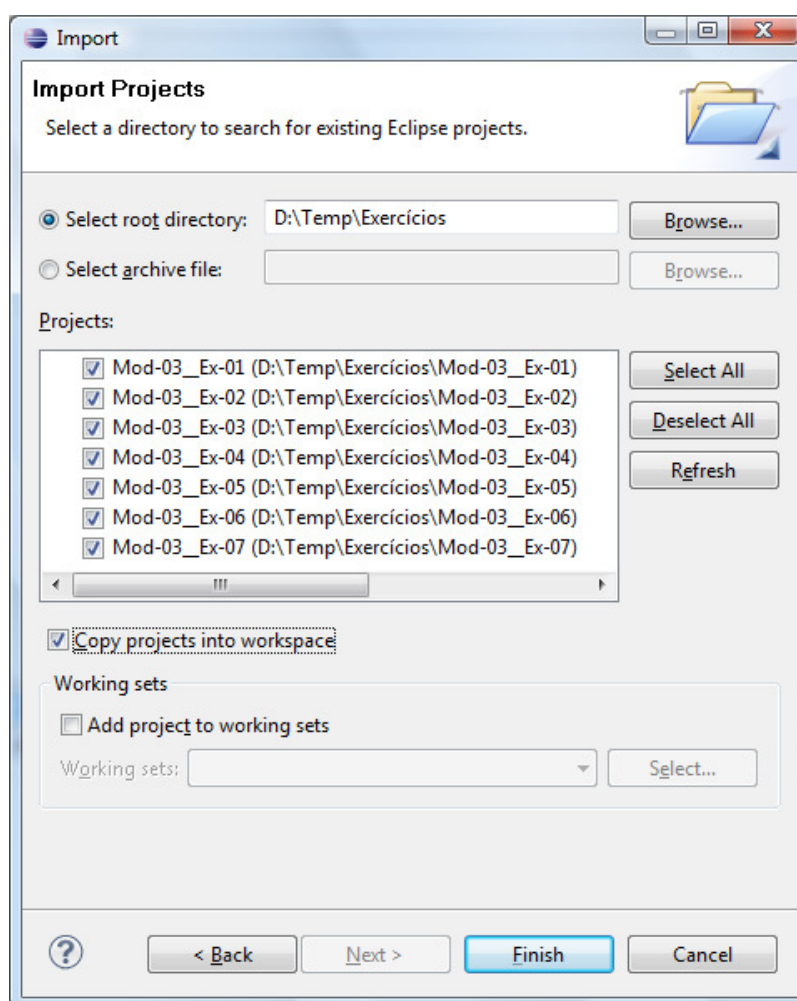 Import
Import Projects
Select a directory to search for existing Eclipse projects.
Select root directory: D:\Temp\Exercícios Browse...
Select archive file: Browse...
Projects:
Mod-03__Ex-01 (D:\Temp\Exercícios\Mod-03__Ex-01)
Mod-03__Ex-02 (D:\Temp\Exercícios\Mod-03__Ex-02)
Mod-03__Ex-03 (D:\Temp\Exercícios\Mod-03__Ex-03)
Mod-03__Ex-04 (D:\Temp\Exercícios\Mod-03__Ex-04)
Mod-03__Ex-05 (D:\Temp\Exercícios\Mod-03__Ex-05)
Mod-03__Ex-06 (D:\Temp\Exercícios\Mod-03__Ex-06)
Mod-03__Ex-07 (D:\Temp\Exercícios\Mod-03__Ex-07)
Select All
Deselect All
Refresh
Copy projects into workspace
Working sets
Add project to working sets
Working sets: Select...
< Back Next > Finish Cancel